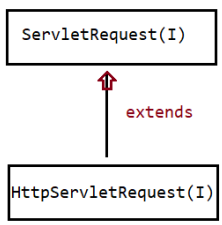 ServletRequest(I)
extends
HttpServletRequest(I)